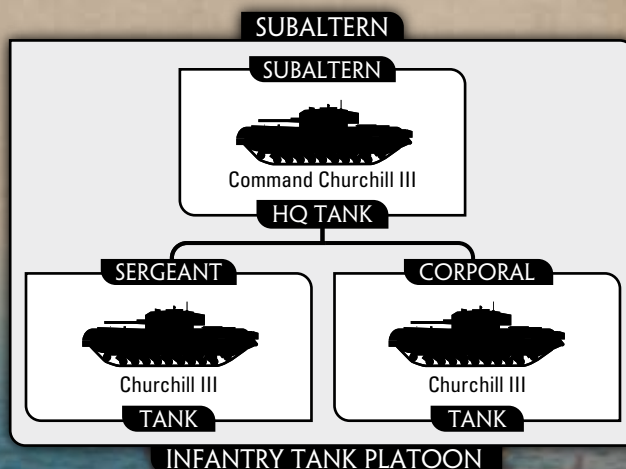 SUBALTERN
SUBALTERN
Command Churchill III
HQ TANK
SERGEANT
CORPORAL
Churchill III
Churchill III
TANK
TANK
INFANTRY TANK PLATOON